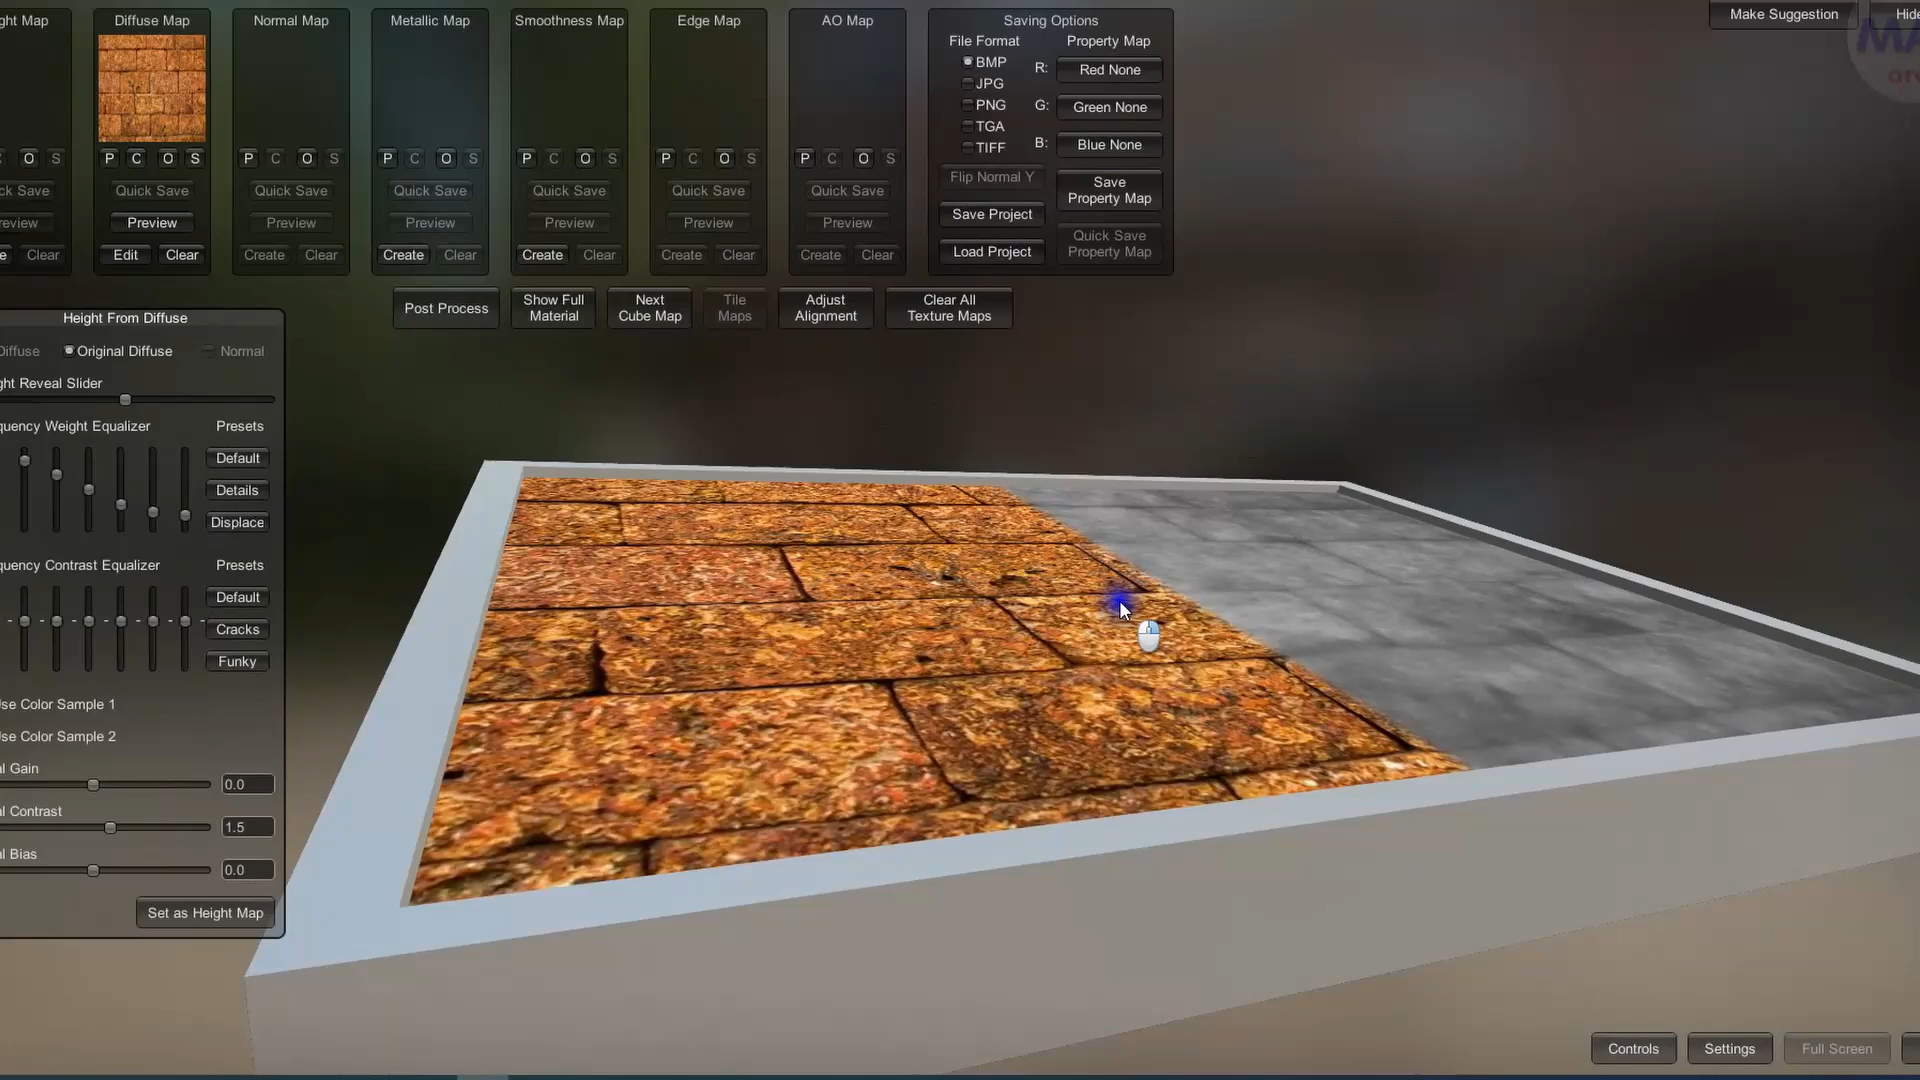 ght Map
Diffuse Map
Normal Map
Metallic Map
Smoothness Map
Edge Map
AO Map
Saving Options
Make Suggestion
Hide
File Format
Property Map
BMP
R:
Red None
JPG
PNG
G:
Green None
TGA
TIFF
B:
Blue None
C O S
P C O S
P C O S
P C O S
P C O S
P C O S
P C O S
ck Save
Quick Save
Quick Save
Quick Save
Quick Save
Quick Save
Quick Save
Flip Normal Y
Save
Property Map
review
Preview
Preview
Preview
Preview
Preview
Preview
Save Project
Quick Save
Property Map
e
Clear
Edit
Clear
Create
Clear
Create
Clear
Create
Clear
Create
Clear
Create
Clear
Load Project
Post Process
Show Full
Material
Next
Cube Map
Tile
Maps
Adjust
Alignment
Clear All
Texture Maps
Height From Diffuse
Diffuse
Original Diffuse
Normal
ght Reveal Slider
quency Weight Equalizer
Presets
Default
Details
Displace
quency Contrast Equalizer
Presets
Default
Cracks
Funky
se Color Sample 1
se Color Sample 2
al Gain
0.0
al Contrast
1.5
al Bias
0.0
Set as Height Map
Controls
Settings
Full Screen